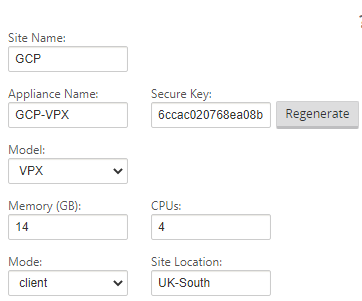 Site Name:
GCP
Appliance Name: Secure Key:
GCP-VPX 6ccac020768ea08b Regenerate
Model:
VPX
Memory (GB): CPUs:
14 4
Mode: Site Location:
client UK-South